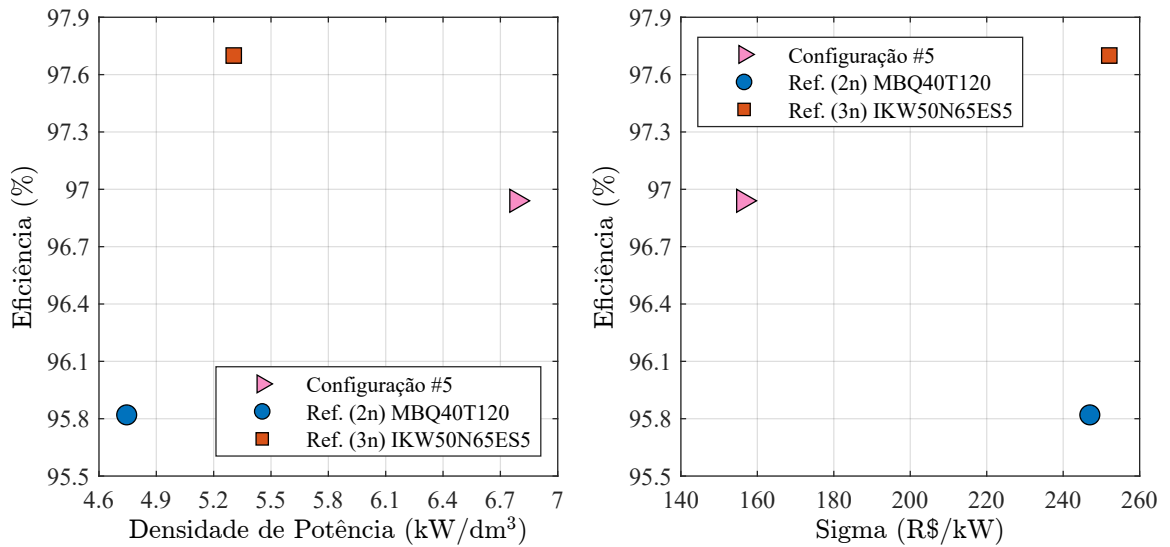 97.9
97.6
97.3
97
96.7
96.4
96.1
95.8
95.5
Eficiência (%)
Configuração #5
Ref. (2n) MBQ40T120
Ref. (3n) IKW50N65ES5
4.6 4.9 5.2 5.5 5.8 6.1 6.4 6.7 7
Densidade de Potência (kW/dm³)
97.9
97.6
97.3
97
96.7
96.4
96.1
95.8
95.5
Eficiência (%)
Configuração #5
Ref. (2n) MBQ40T120
Ref. (3n) IKW50N65ES5
140 160 180 200 220 240 260
Sigma (R$/kW)